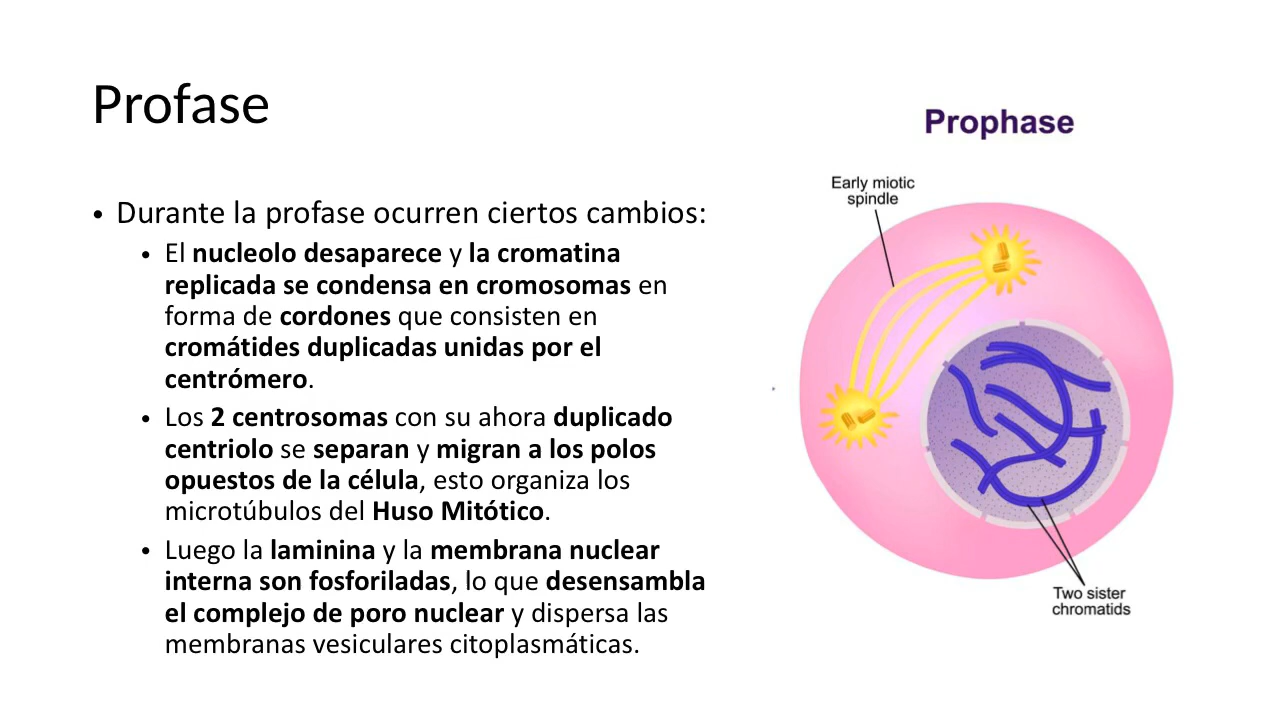 Profase
• Durante la profase ocurren ciertos cambios:
• El nucleolo desaparece y la cromatina
replicada se condensa en cromosomas en
forma de cordones que consisten en
cromátides duplicadas unidas por el
centrómero.
• Los 2 centrosomas con su ahora duplicado
centriolo se separan y migran a los polos
opuestos de la célula, esto organiza los
microtúbulos del Huso Mitótico.
• Luego la laminina y la membrana nuclear
interna son fosforiladas, lo que desensambla
el complejo de poro nuclear y dispersa las
membranas vesiculares citoplasmáticas.
Prophase
Early miotic
spindle
Two sister
chromatids